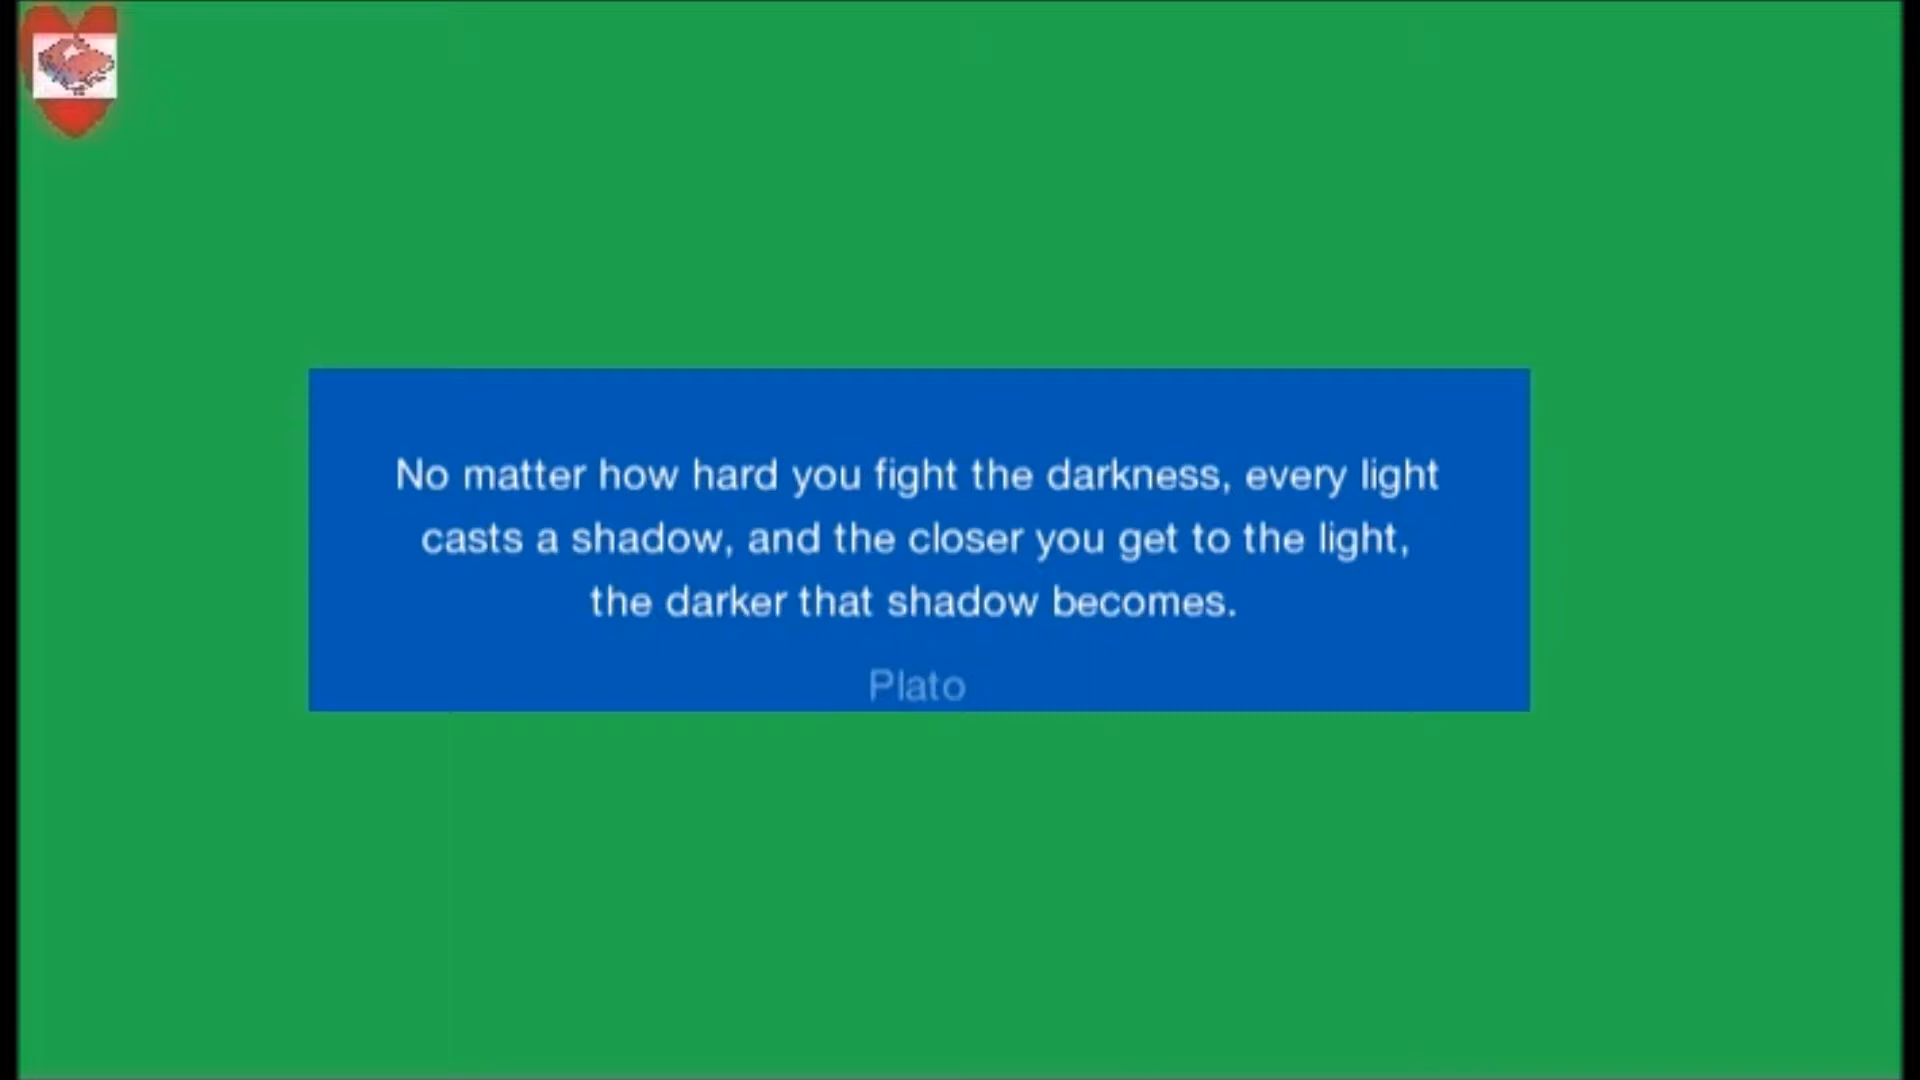 No matter how hard you fight the darkness, every light
casts a shadow, and the closer you get to the light,
the darker that shadow becomes.
Plato